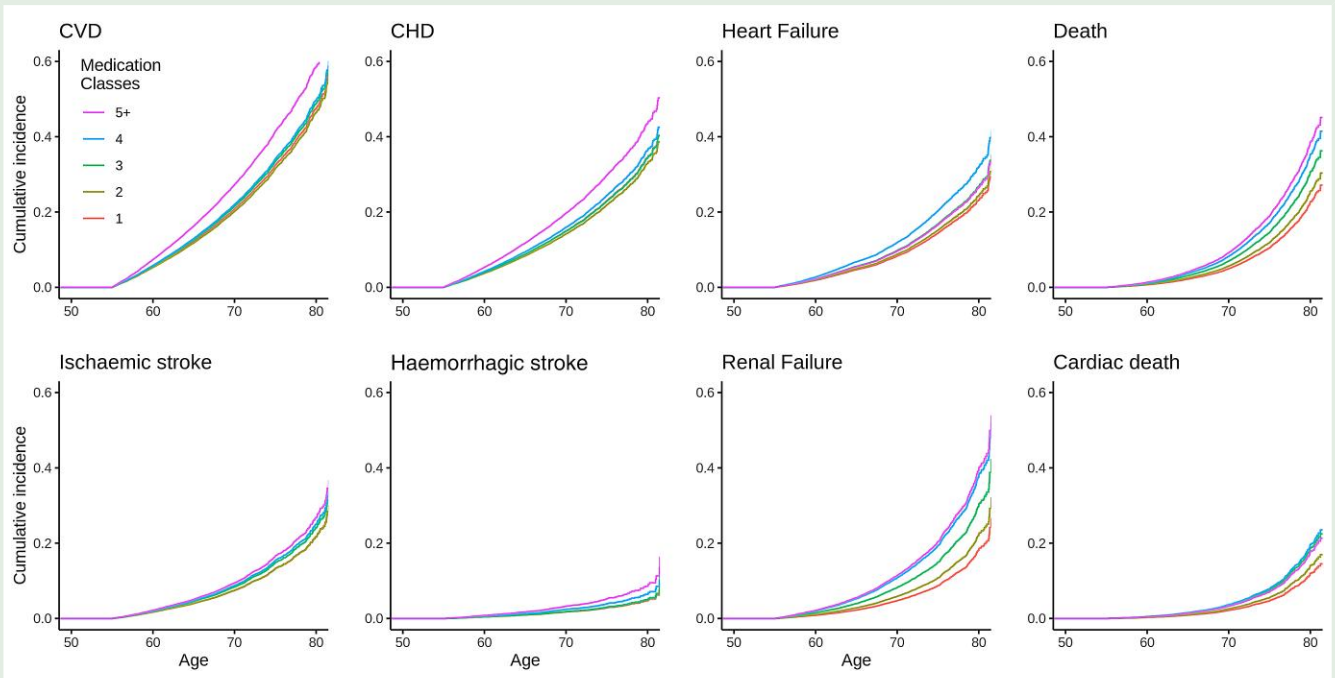 CVD
CHD
Heart Failure
Death
0.6
0.4
0.2
0.0
Cumulative incidence
Medication
Classes
5+
4
3
2
1
50 60 70 80
0.6
0.4
0.2
0.0
50 60 70 80
0.6
0.4
0.2
0.0
50 60 70 80
0.6
0.4
0.2
0.0
50 60 70 80
Ischaemic stroke
Haemorrhagic stroke
Renal Failure
Cardiac death
0.6
0.4
0.2
0.0
Cumulative incidence
50 60 70 80
Age
0.6
0.4
0.2
0.0
50 60 70 80
Age
0.6
0.4
0.2
0.0
50 60 70 80
Age
0.6
0.4
0.2
0.0
50 60 70 80